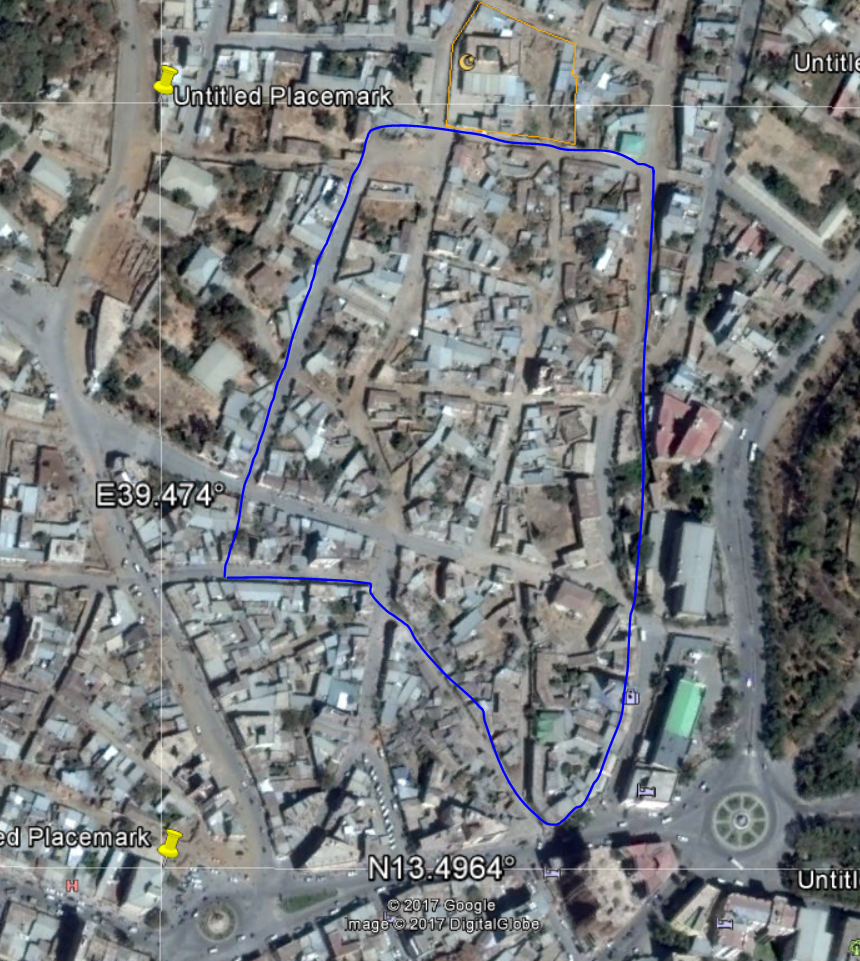 Untitle
Untitled Placemark
E39.474°
ed Placemark
N13.4964°
Untitl
© 2017 Google
Image © 2017 DigitalGlobe
H